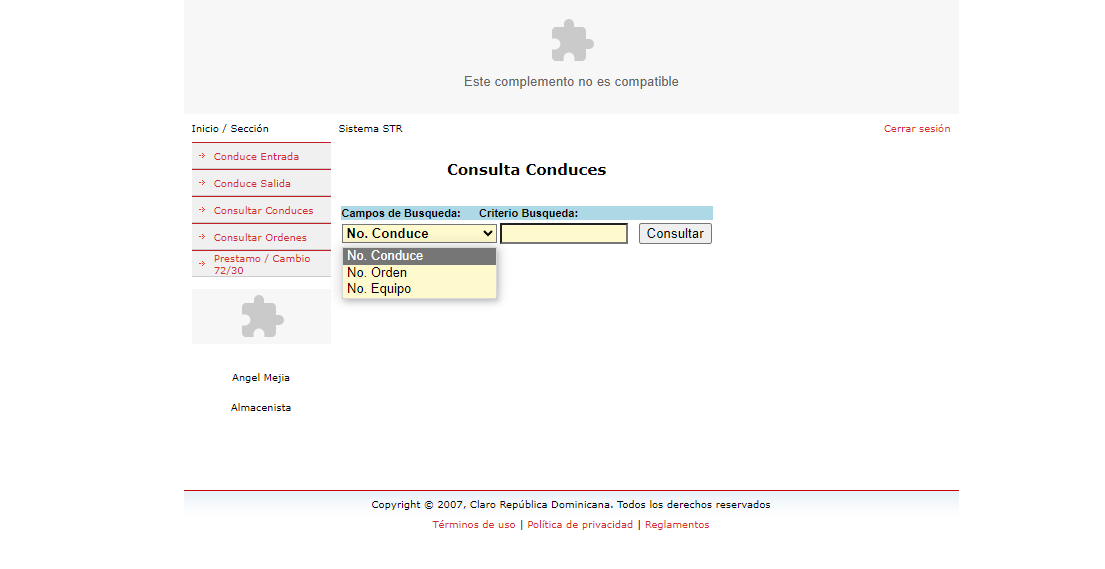 Este complemento no es compatible
Inicio / Sección
Sistema STR
Cerrar sesión
Conduce Entrada
Conduce Salida
Consultar Conduces
Consultar Ordenes
Prestamo / Cambio
72/30
Angel Mejia
Almacenista
Consulta Conduces
Campos de Busqueda: Criterio Busqueda:
No. Conduce
Consultar
No. Conduce
No. Orden
No. Equipo
Copyright © 2007, Claro República Dominicana. Todos los derechos reservados
Términos de uso | Política de privacidad | Reglamentos